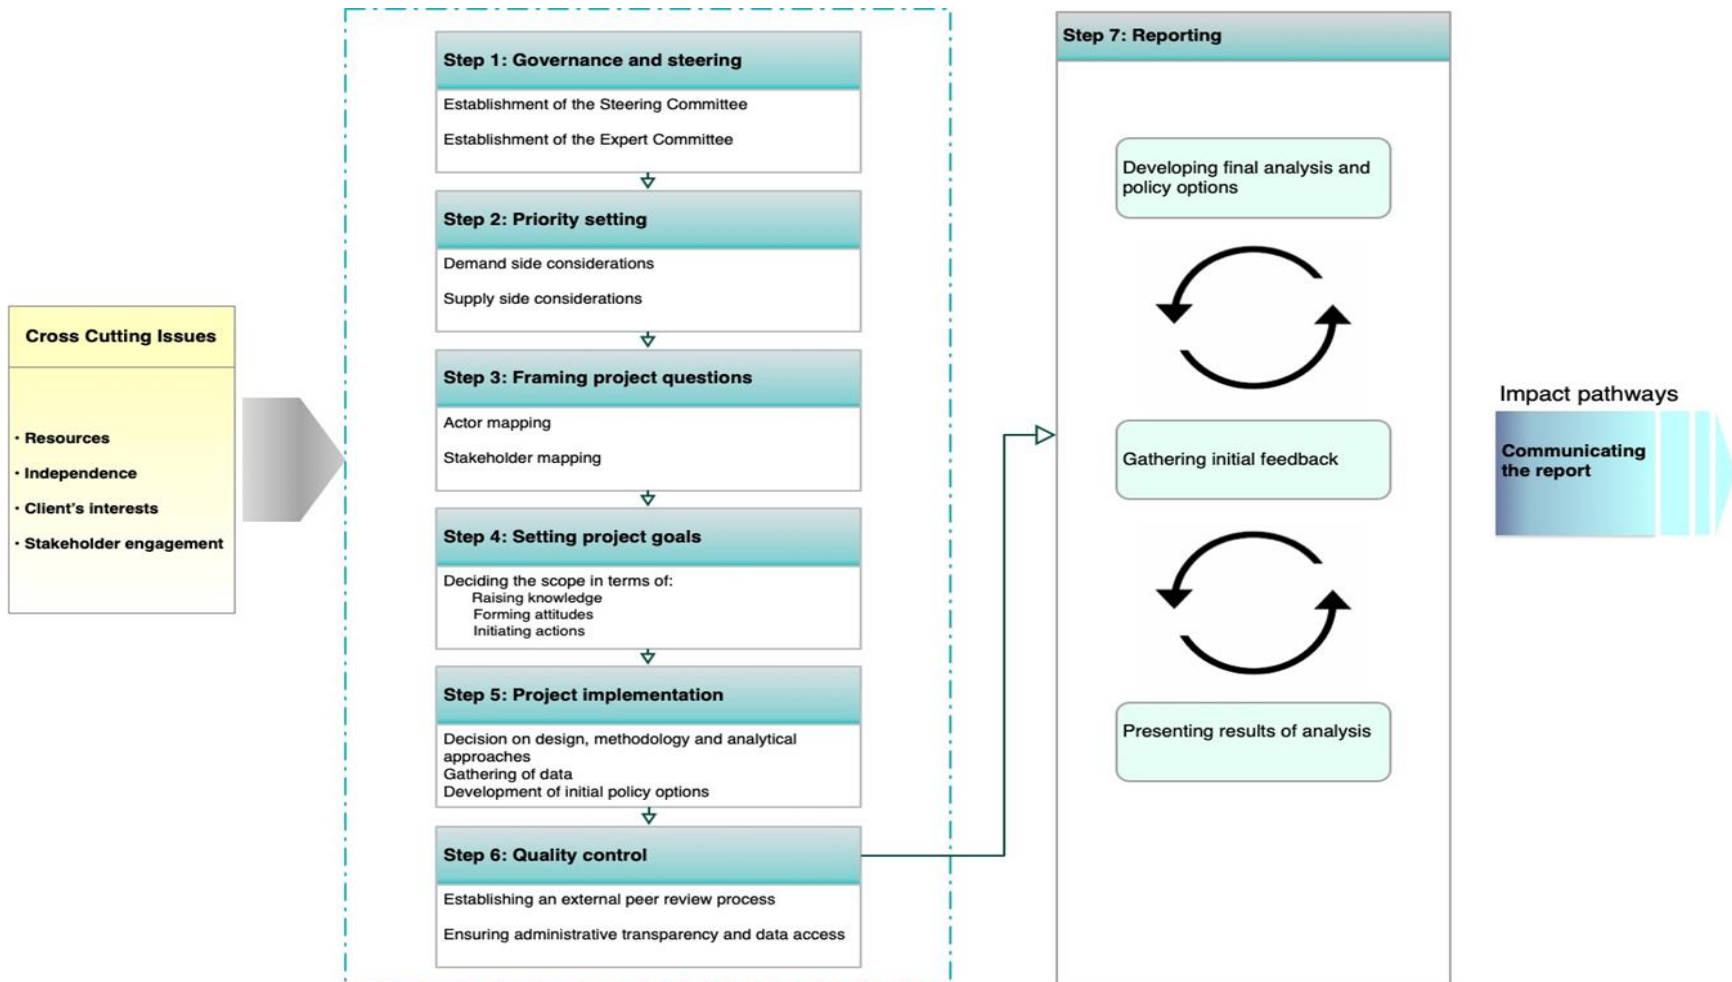 Cross Cutting Issues
· Resources
· Independence
· Client's interests
· Stakeholder engagement
Step 1: Governance and steering
Establishment of the Steering Committee
Establishment of the Expert Committee
Step 2: Priority setting
Demand side considerations
Supply side considerations
Step 3: Framing project questions
Actor mapping
Stakeholder mapping
Step 4: Setting project goals
Deciding the scope in terms of:
Raising knowledge
Forming attitudes
Initiating actions
Step 5: Project implementation
Decision on design, methodology and analytical
approaches
Gathering of data
Development of initial policy options
Step 6: Quality control
Establishing an external peer review process
Ensuring administrative transparency and data access
Step 7: Reporting
Developing final analysis and
policy options
Gathering initial feedback
Presenting results of analysis
Impact pathways
Communicating
the report